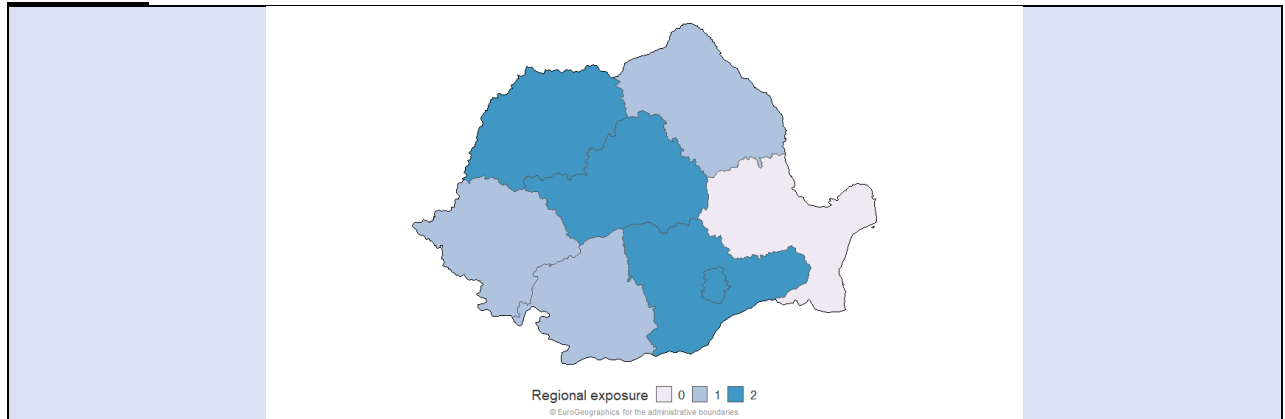 Regional exposure 0 1 2
© EuroGeographics for the administrative boundaries